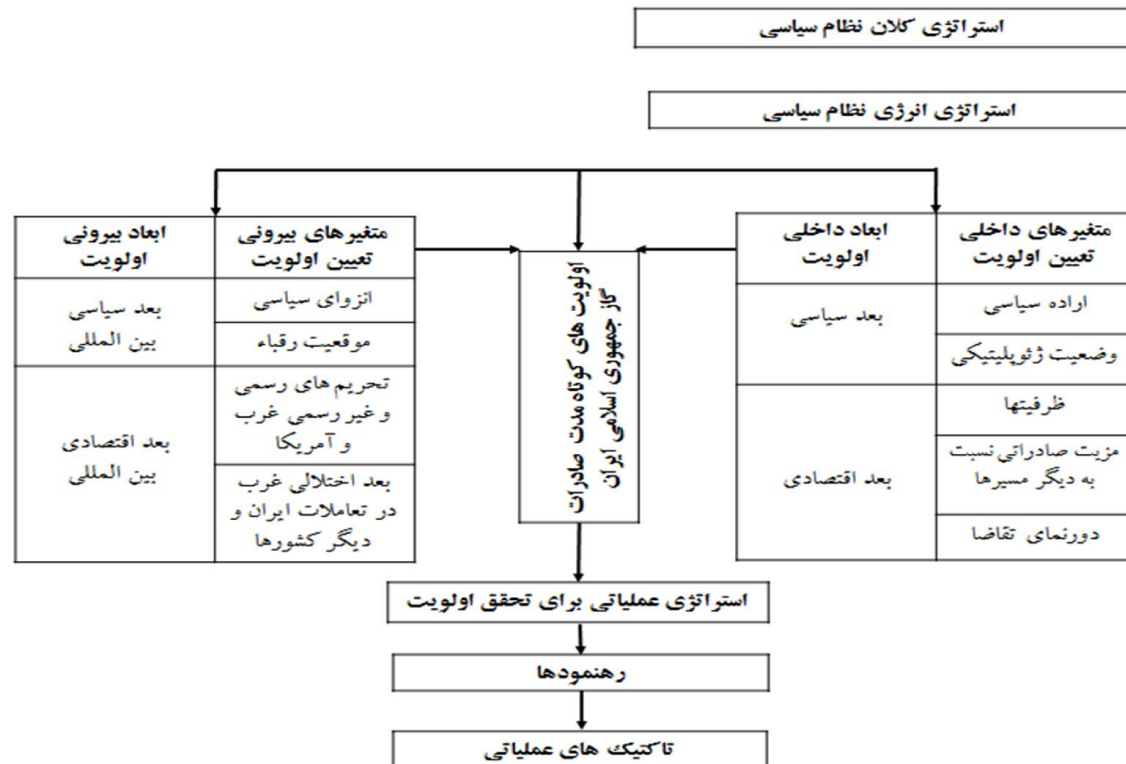 استراتژی کلان نظام سیاسی
استراتژی انرژی نظام سیاسی
متغیرهای داخلی
تعیین اولویت
ابعاد داخلی
اولویت
اراده سیاسی
وضعیت ژئوپلیتیکی
بعد سیاسی
ظرفیتها
مزیت صادراتی نسبت
به دیگر مسیرها
دورنمای تقاضا
بعد اقتصادی
اولویت های کوتاه مدت صادرات
گاز جمهوری اسلامی ایران
متغیرهای بیرونی
تعیین اولویت
ابعاد بیرونی
اولویت
انزوای سیاسی
موقعیت رقباء
بعد سیاسی
بین المللی
تحریم های رسمی
و غیر رسمی غرب
و آمریکا
بعد اختلالی غرب
در تعاملات ایران و
دیگر کشورها
بعد اقتصادی
بین المللی
استراتژی عملیاتی برای تحقق اولویت
رهنمودها
تاکتیک های عملیاتی